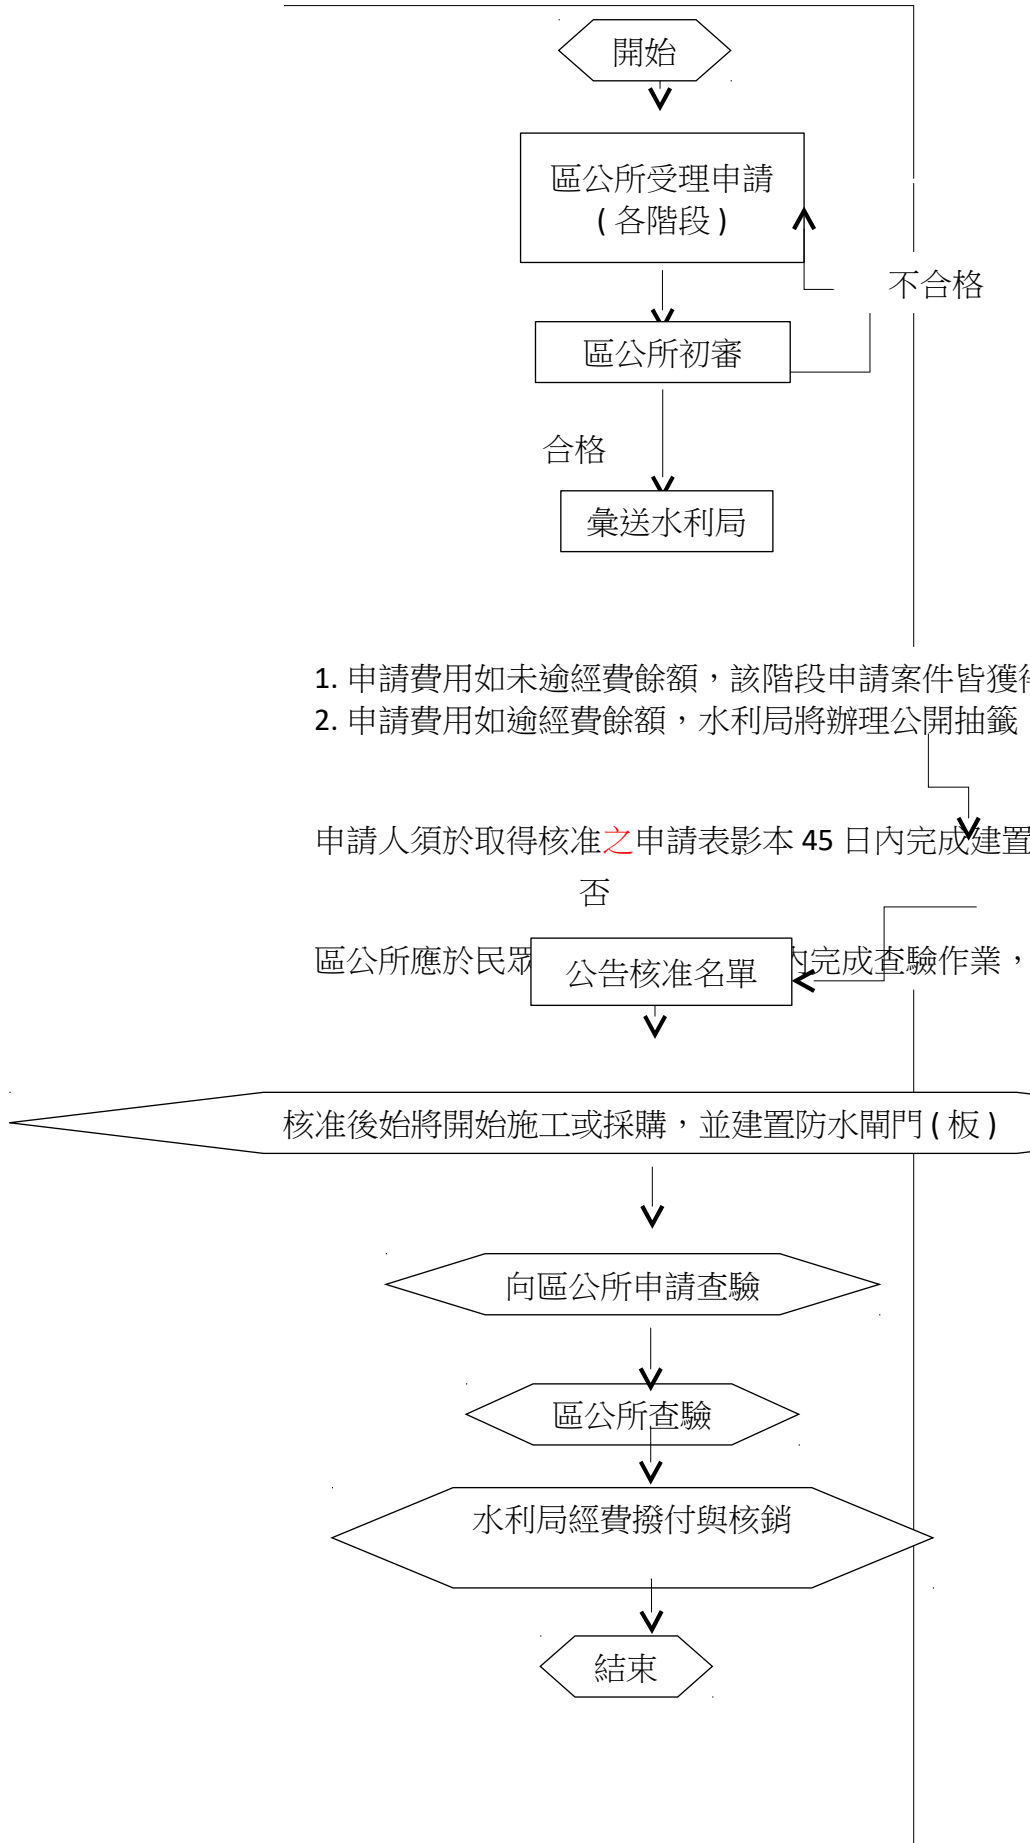 開始
區公所受理申請
(各階段)
不合格
區公所初審
合格
彙送水利局
1. 申請費用如未逾經費餘額，該階段申請案件皆獲
2. 申請費用如逾經費餘額，水利局將辦理公開抽籤
申請人須於取得核准之申請表影本 45 日內完成建置
否
區公所應於民眾
內完成查驗作業，
公告核准名單
核准後始將開始施工或採購，並建置防水閘門(板)
向區公所申請查驗
區公所查驗
水利局經費撥付與核銷
結束